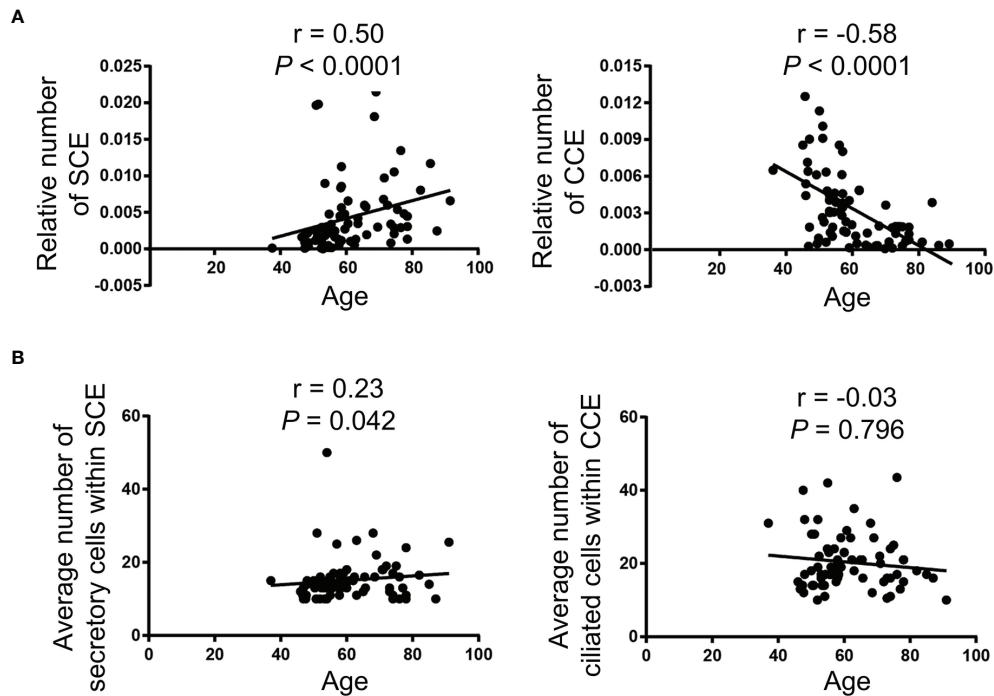 A
r = 0.50
P < 0.0001
Relative number
of SCE
0.025
0.020
0.015
0.010
0.005
0.000
-0.005
20
40
60
80
100
Age
r = -0.58
P < 0.0001
Relative number
of CCE
0.015
0.012
0.009
0.006
0.003
0.000
-0.003
20
40
60
80
100
Age
B
r = 0.23
P = 0.042
Average number of
secretory cells within SCE
60
40
20
0
0
20
40
60
80
100
Age
r = -0.03
P = 0.796
Average number of
ciliated cells within CCE
60
40
20
0
0
20
40
60
80
100
Age